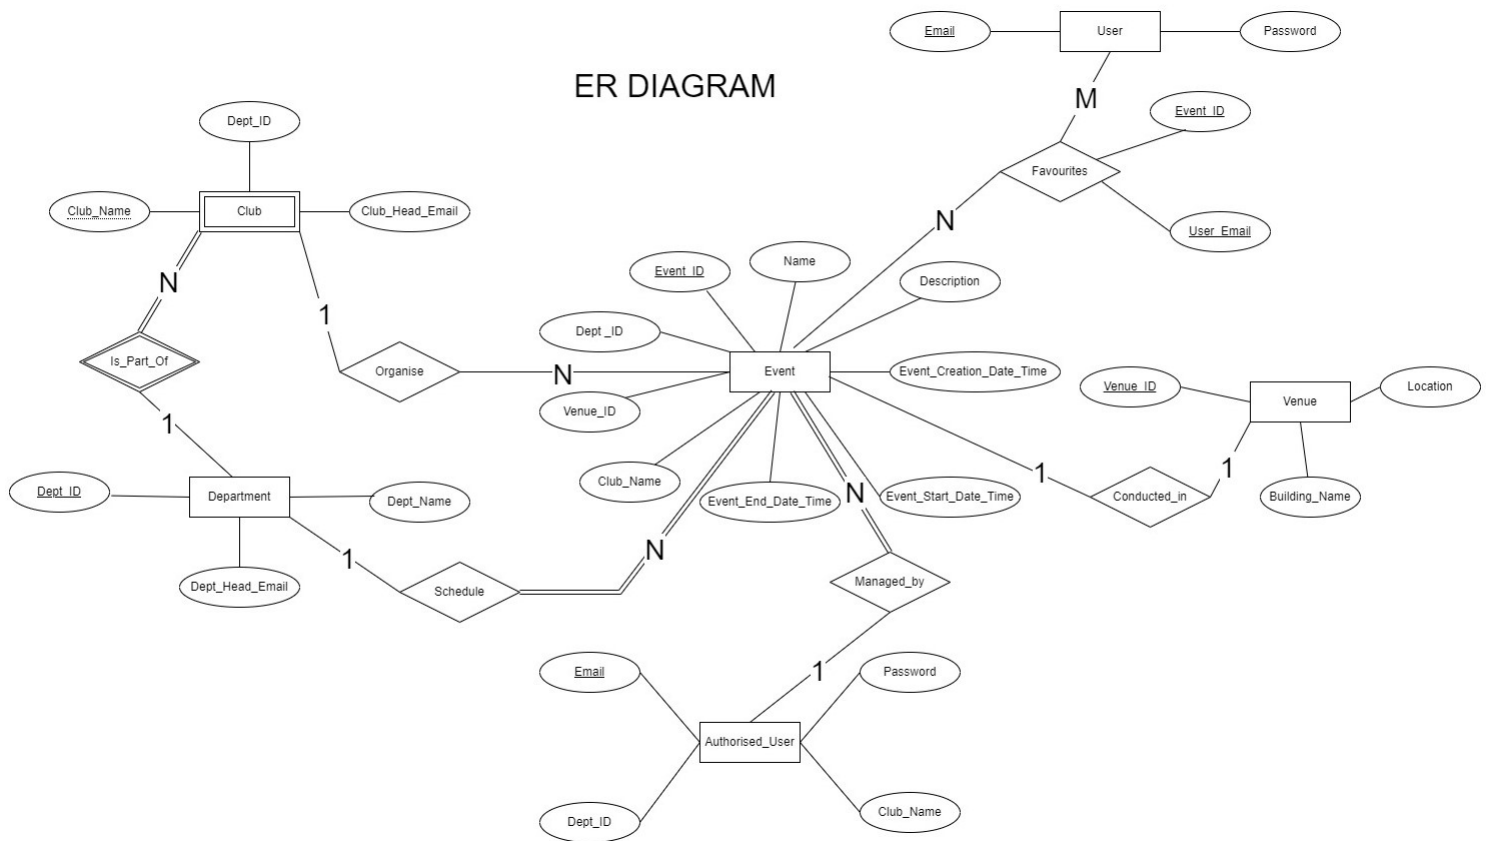 Email
User
Password
ER DIAGRAM
M
Event_ID
Dept_ID
Favourites
Club_Name
Club
Club_Head_Email
N
User_Email
Name
Event_ID
Description
N
1
Dept _ID
Is_Part_Of
Organise
N
Event
Event_Creation_Date_Time
Venue_ID
Venue
Location
Venue_ID
1
Club_Name
1
1
N
Event_End_Date_Time
Event_Start_Date_Time
Conducted_in
Building_Name
Dept_ID
Department
Dept_Name
1
N
Dept_Head_Email
Schedule
Managed_by
1
Email
Password
Authorised_User
Dept_ID
Club_Name